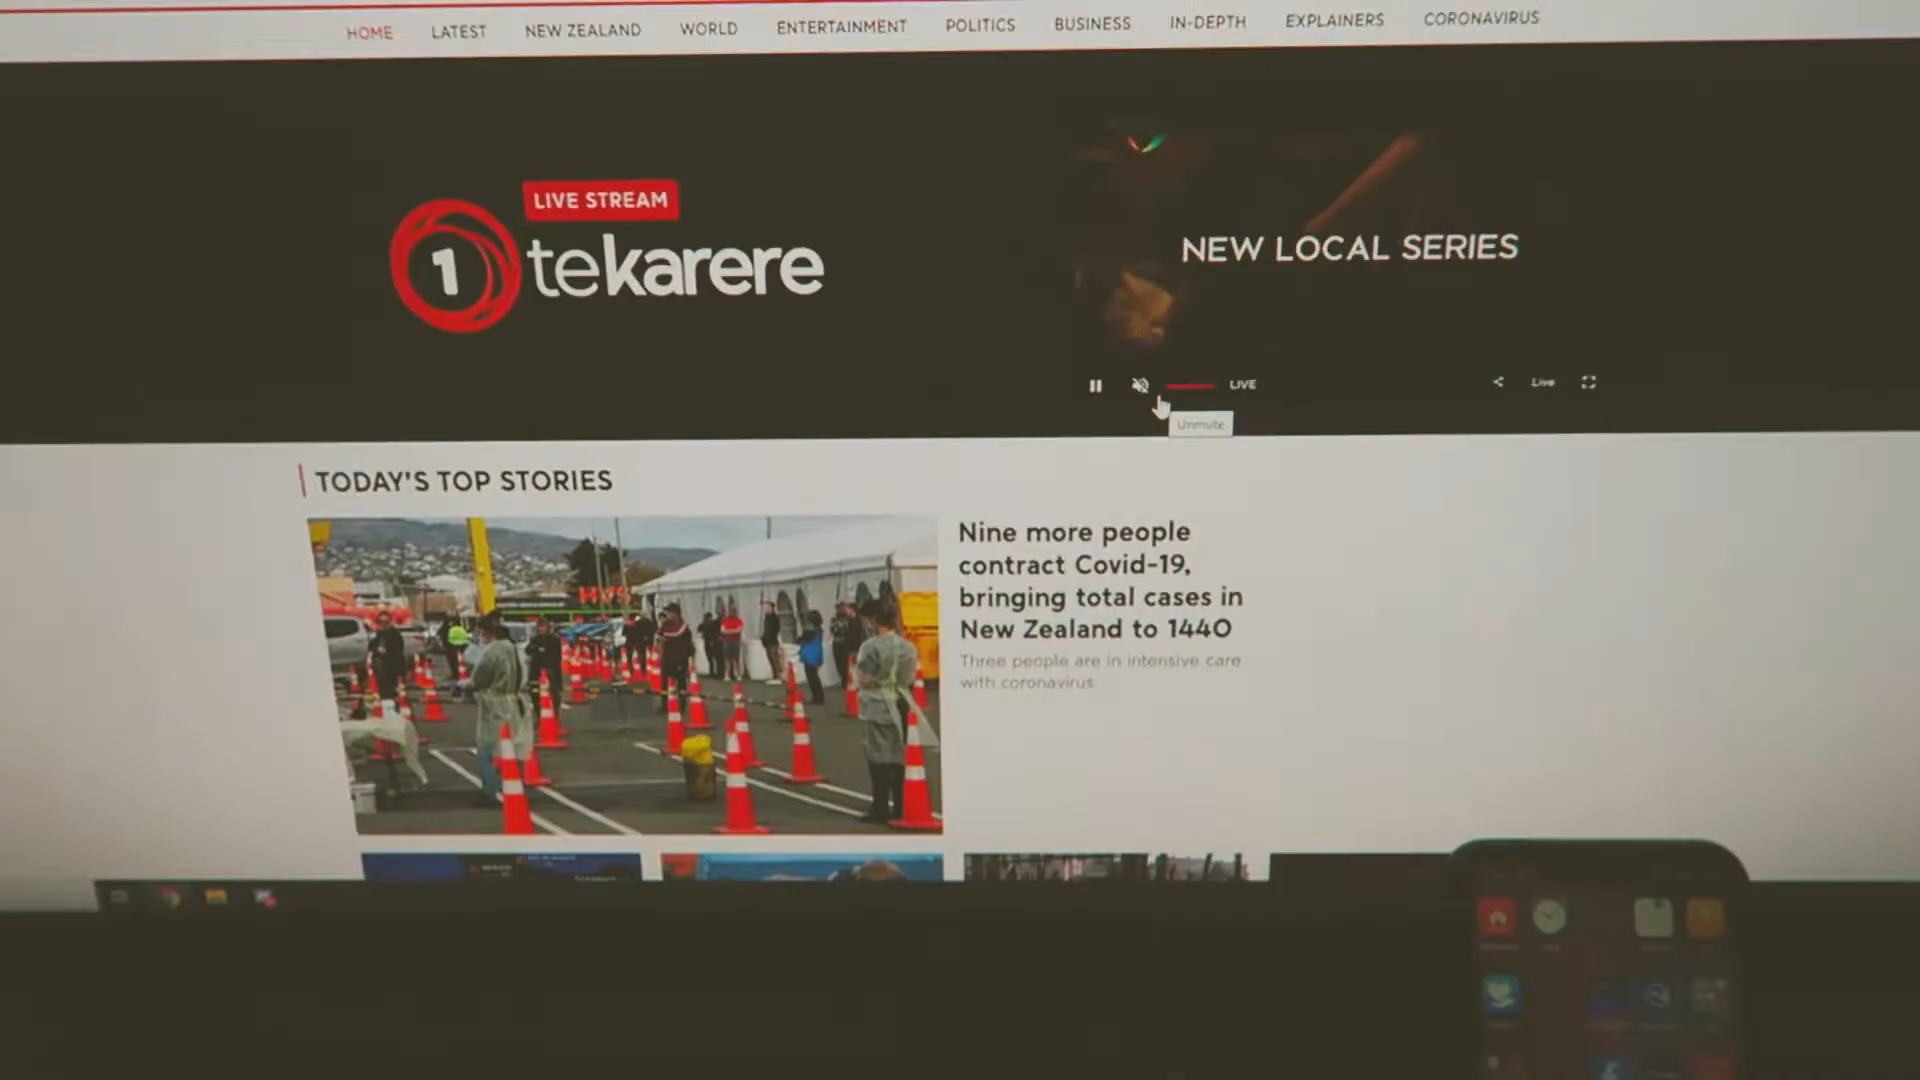 HOME LATEST NEW ZEALAND WORLD ENTERTAINMENT POLITICS BUSINESS IN-DEPTH EXPLAINERS CORONAVIRUS
LIVE STREAM
1 tekarere
NEW LOCAL SERIES
LIVE
Live
Unmute
TODAY'S TOP STORIES
Nine more people
contract Covid-19,
bringing total cases in
New Zealand to 1440
Three people are in intensive care
with coronavirus.